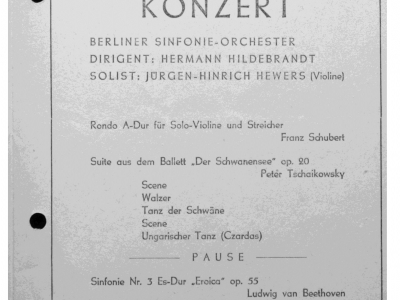 KONZERT
BERLINER SINFONIE-ORCHESTER
DIRIGENT: HERMANN HILDEBRANDT
SOLIST: JÜRGEN-HINRICH HEWERS (Violine)
Rondo A-Dur für Solo-Violine und Streicher
Franz Schubert
Suite aus dem Ballett „Der Schwanensee" op. 20
Petér Tschaikowsky
Scene
Walzer
Tanz der Schwäne
Scene
Ungarischer Tanz (Czardas)
PAUSE
Sinfonie Nr. 3 Es-Dur „Eroica" op. 55
Ludwig van Beethoven